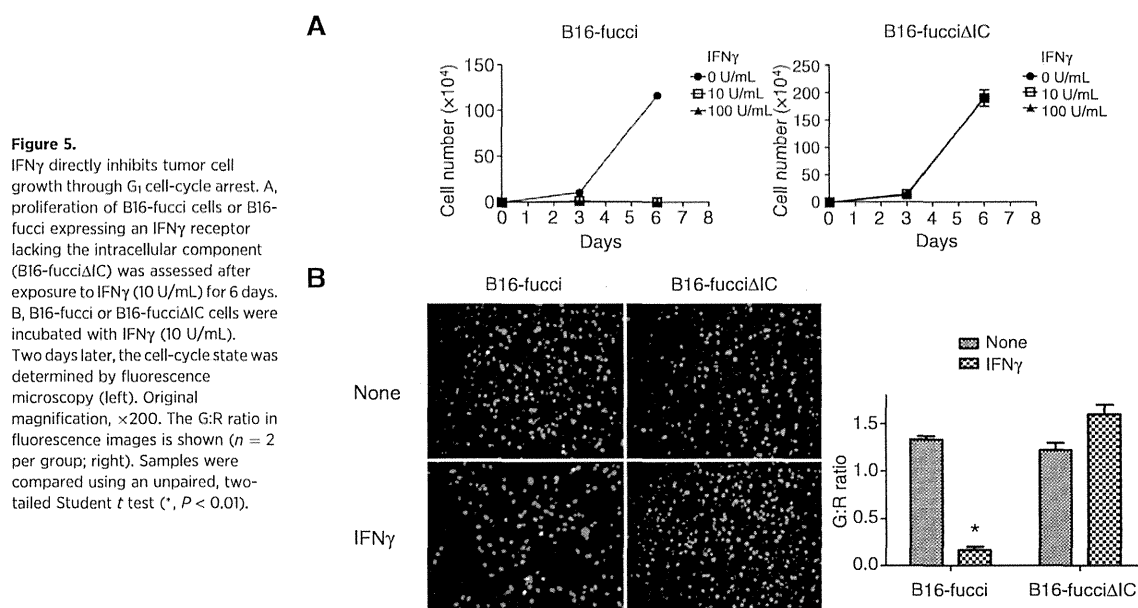 Figure 5.
IFNγ directly inhibits tumor cell
growth through G₁ cell-cycle arrest. A,
proliferation of B16-fucci cells or B16-
fucci expressing an IFNγ receptor
lacking the intracellular component
(B16-fucciΔIC) was assessed after
exposure to IFNγ (10 U/mL) for 6 days.
B, B16-fucci or B16-fucciΔIC cells were
incubated with IFNγ (10 U/mL).
Two days later, the cell-cycle state was
determined by fluorescence
microscopy (left). Original
magnification, ×200. The G:R ratio in
fluorescence images is shown (n = 2
per group; right). Samples were
compared using an unpaired, two-
tailed Student t test (*, P < 0.01).
A
B16-fucci
Cell number (×10⁴)
150
100
50
0
0 1 2 3 4 5 6 7 8
Days
IFNγ
0 U/mL
10 U/mL
100 U/mL
B16-fucciΔIC
Cell number (×10⁴)
250
200
150
100
50
0
0 1 2 3 4 5 6 7 8
Days
IFNγ
0 U/mL
10 U/mL
100 U/mL
B
B16-fucci
B16-fucciΔIC
None
IFNγ
None
IFNγ
G:R ratio
1.5
1.0
0.5
0.0
*
B16-fucci
B16-fucciΔIC